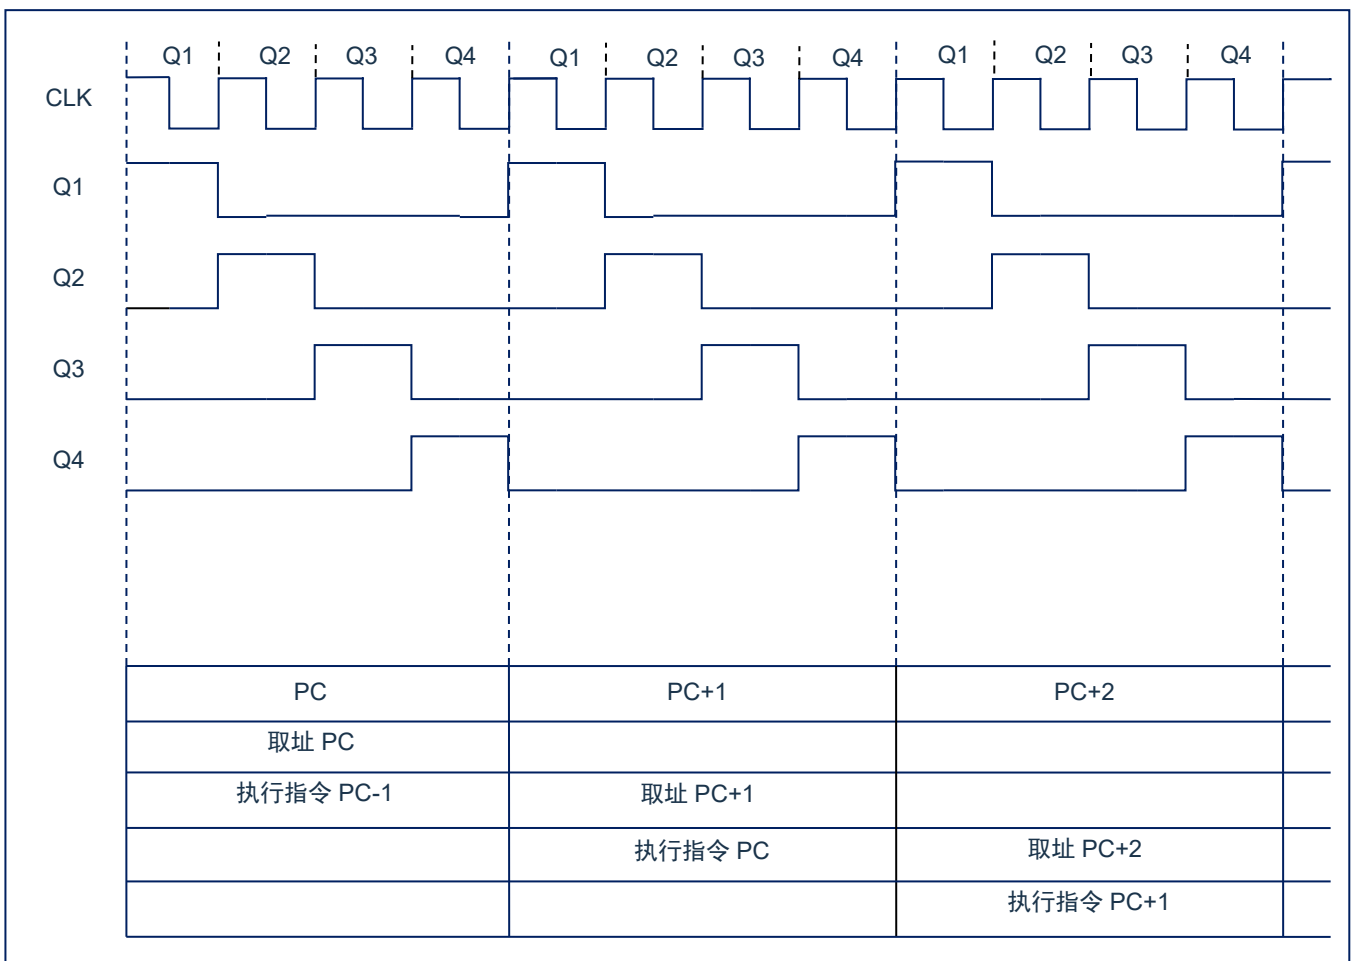 Q1 Q2 Q3 Q4 Q1 Q2 Q3 Q4 Q1 Q2 Q3 Q4
CLK
Q1
Q2
Q3
Q4
PC PC+1 PC+2
取址 PC
执行指令 PC-1 取址 PC+1
执行指令 PC 取址 PC+2
执行指令 PC+1